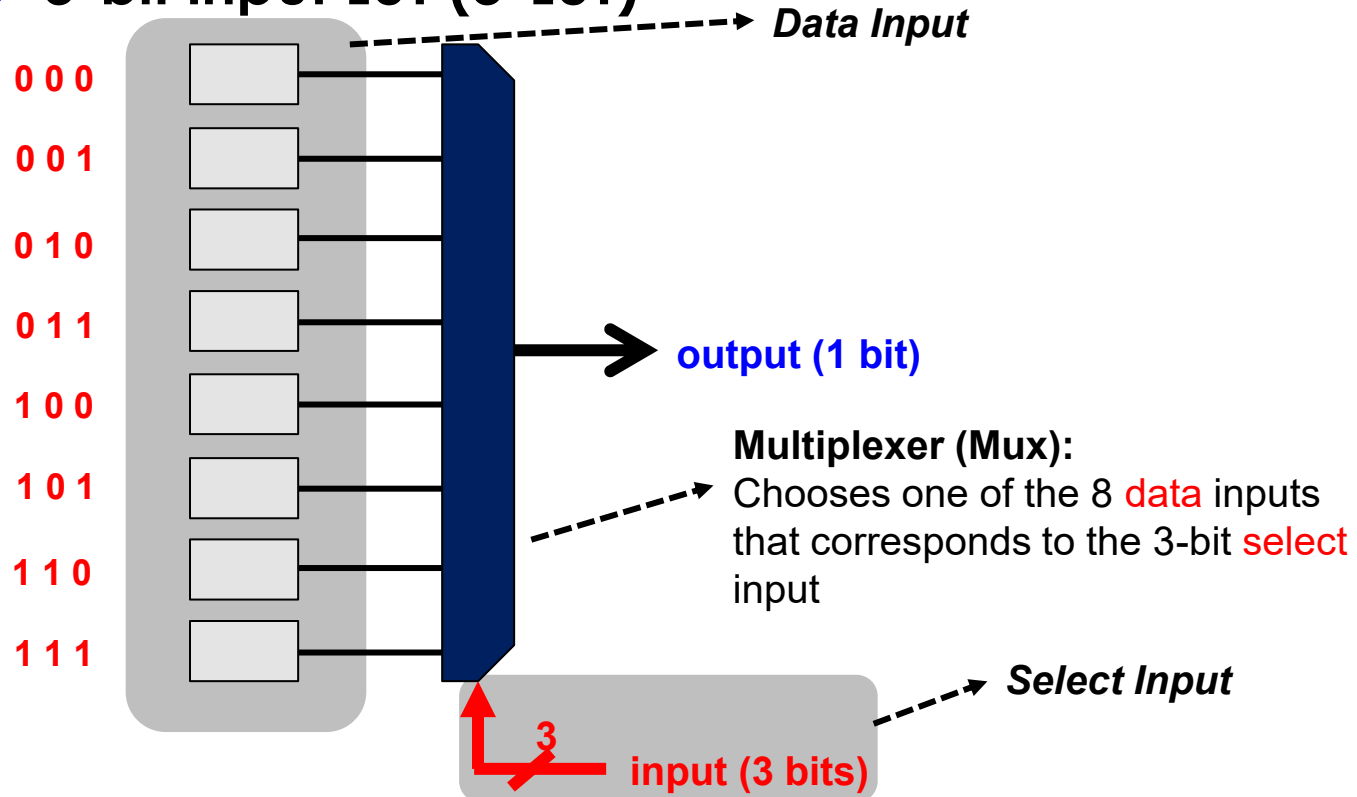 Data Input
0 0 0
0 0 1
0 1 0
0 1 1
output (1 bit)
1 0 0
Multiplexer (Mux):
Chooses one of the 8 data inputs
that corresponds to the 3-bit select
input
1 0 1
1 1 0
1 1 1
Select Input
3
input (3 bits)